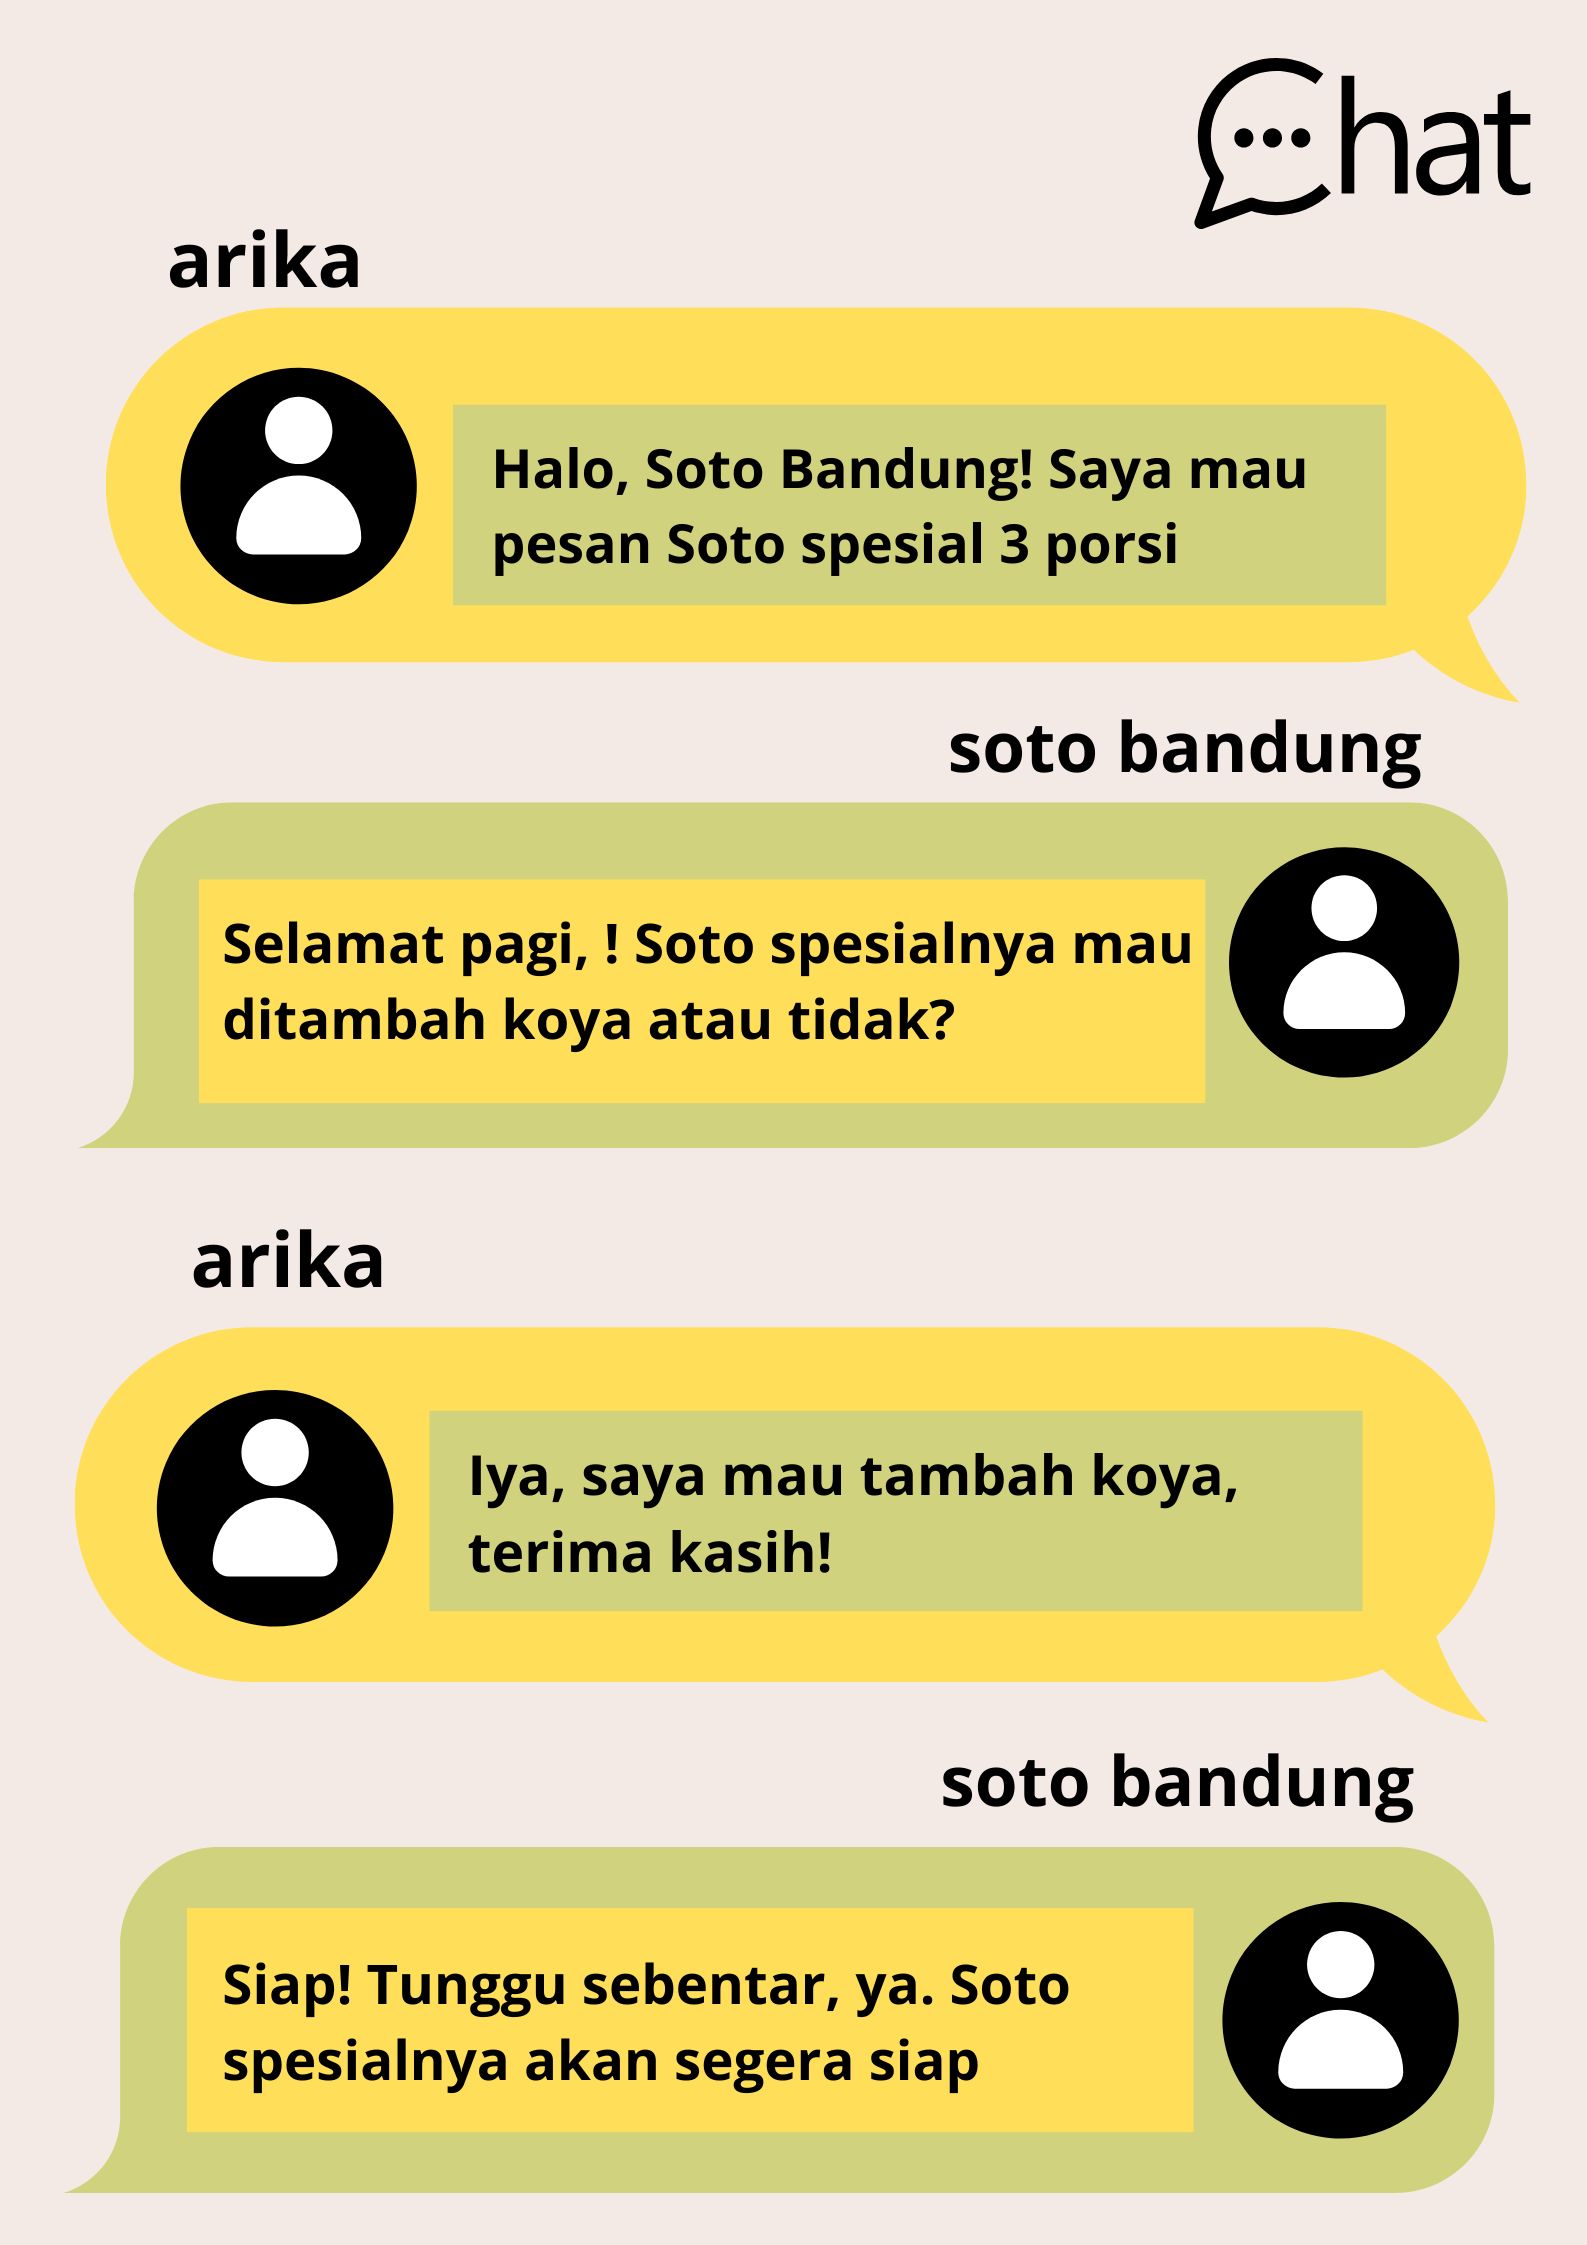 Chat
arika
Halo, Soto Bandung! Saya mau
pesan Soto spesial 3 porsi
soto bandung
Selamat pagi, ! Soto spesialnya mau
ditambah koya atau tidak?
arika
Iya, saya mau tambah koya,
terima kasih!
soto bandung
Siap! Tunggu sebentar, ya. Soto
spesialnya akan segera siap